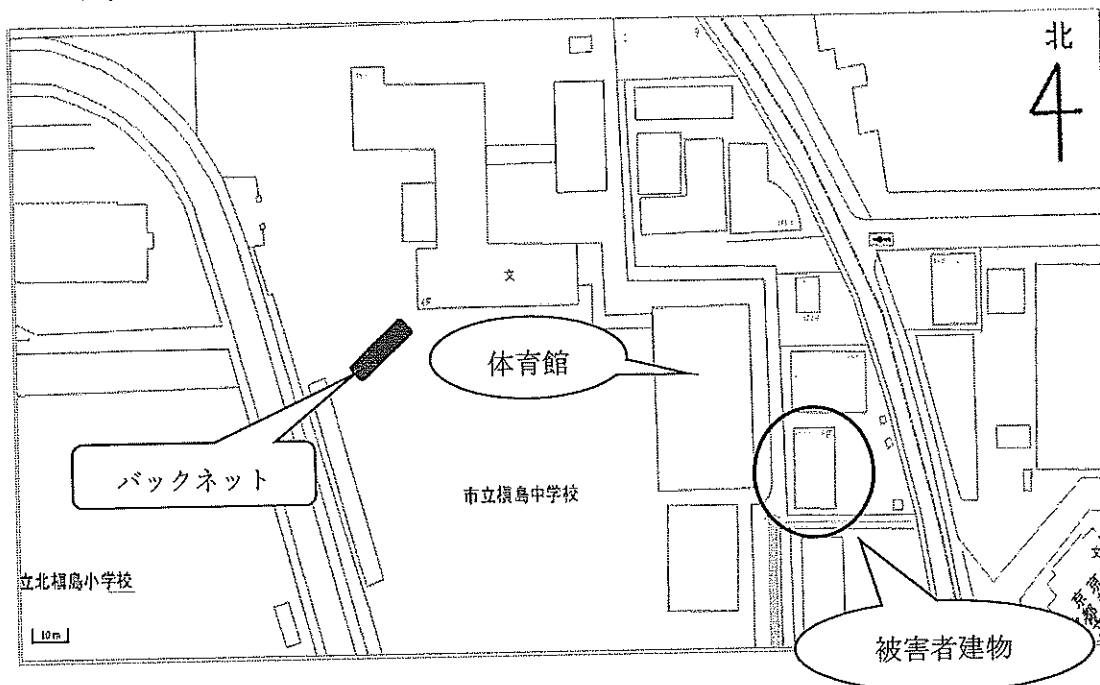 北
文
体育館
バックネット
市立槇島中学校
立北槇島小学校
10m
文
被害者建物